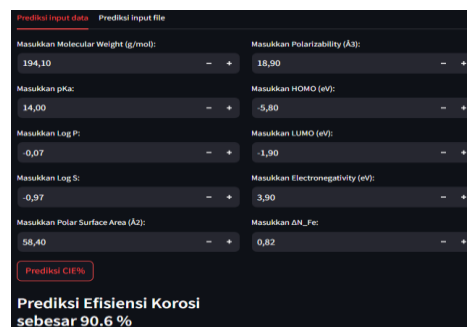 Prediksi input data Prediksi input file
Masukkan Molecular Weight (g/mol): Masukkan Polarizability (Å3):
194,10 − + 18,90 − +
Masukkan pKa: Masukkan HOMO (eV):
14,00 − + -5,80 − +
Masukkan Log P: Masukkan LUMO (eV):
-0,07 − + -1,90 − +
Masukkan Log S: Masukkan Electronegativity (eV):
-0,97 − + 3,90 − +
Masukkan Polar Surface Area (Å2): Masukkan ΔN_Fe:
58,40 − + 0,82 − +
Prediksi CIE%
Prediksi Efisiensi Korosi
sebesar 90.6 %